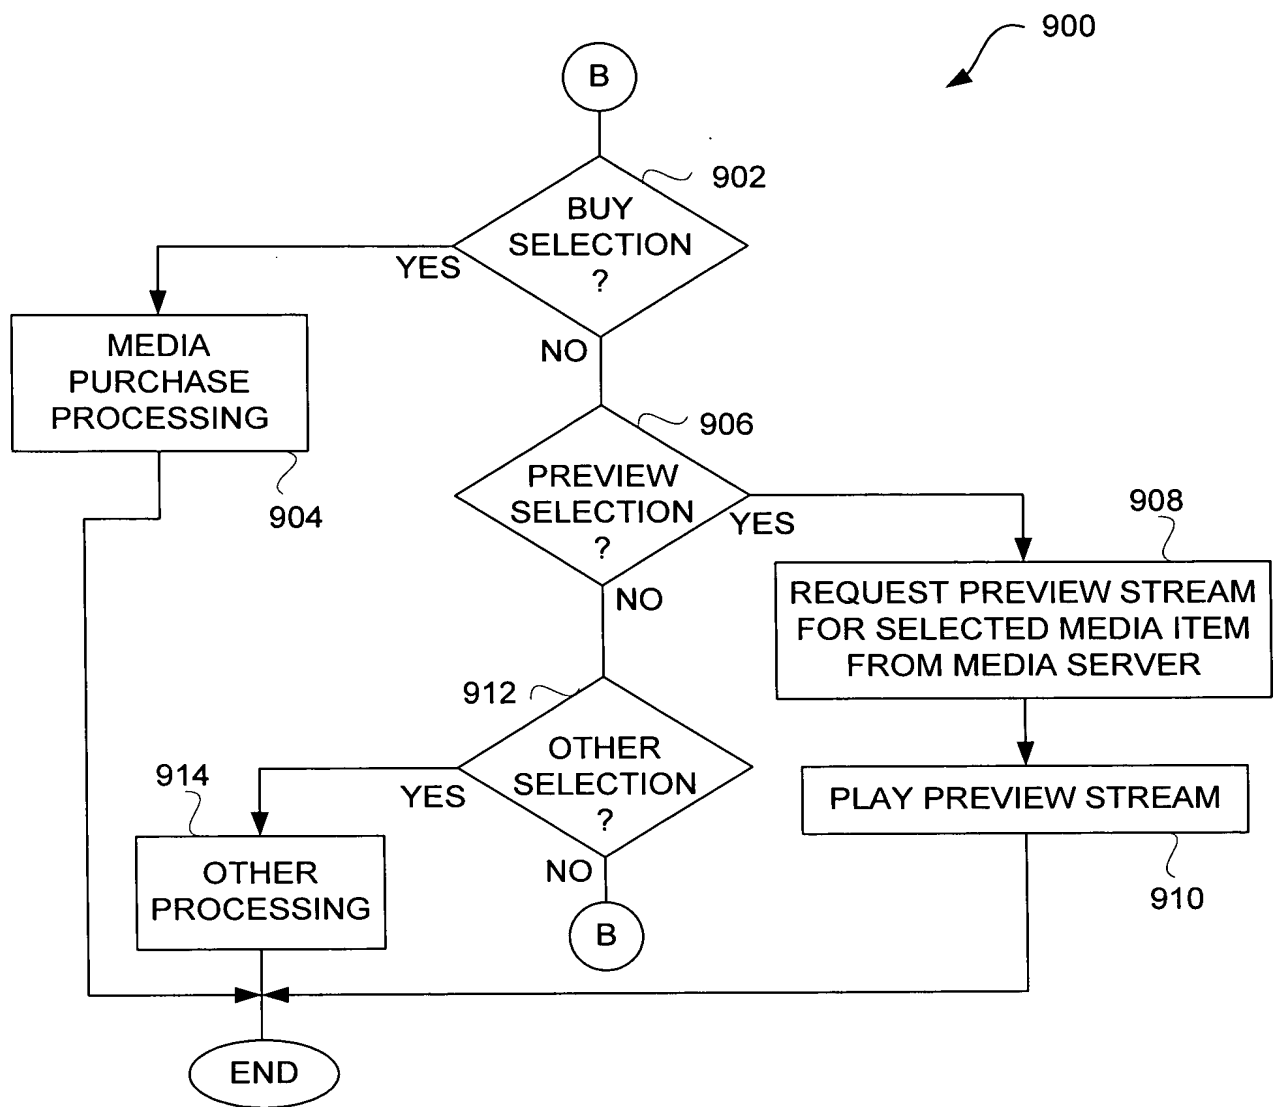 900
B
902
BUY
SELECTION
?
YES
NO
MEDIA
PURCHASE
PROCESSING
904
906
PREVIEW
SELECTION
?
YES
NO
908
REQUEST PREVIEW STREAM
FOR SELECTED MEDIA ITEM
FROM MEDIA SERVER
912
OTHER
SELECTION
?
YES
NO
914
OTHER
PROCESSING
PLAY PREVIEW STREAM
910
B
END